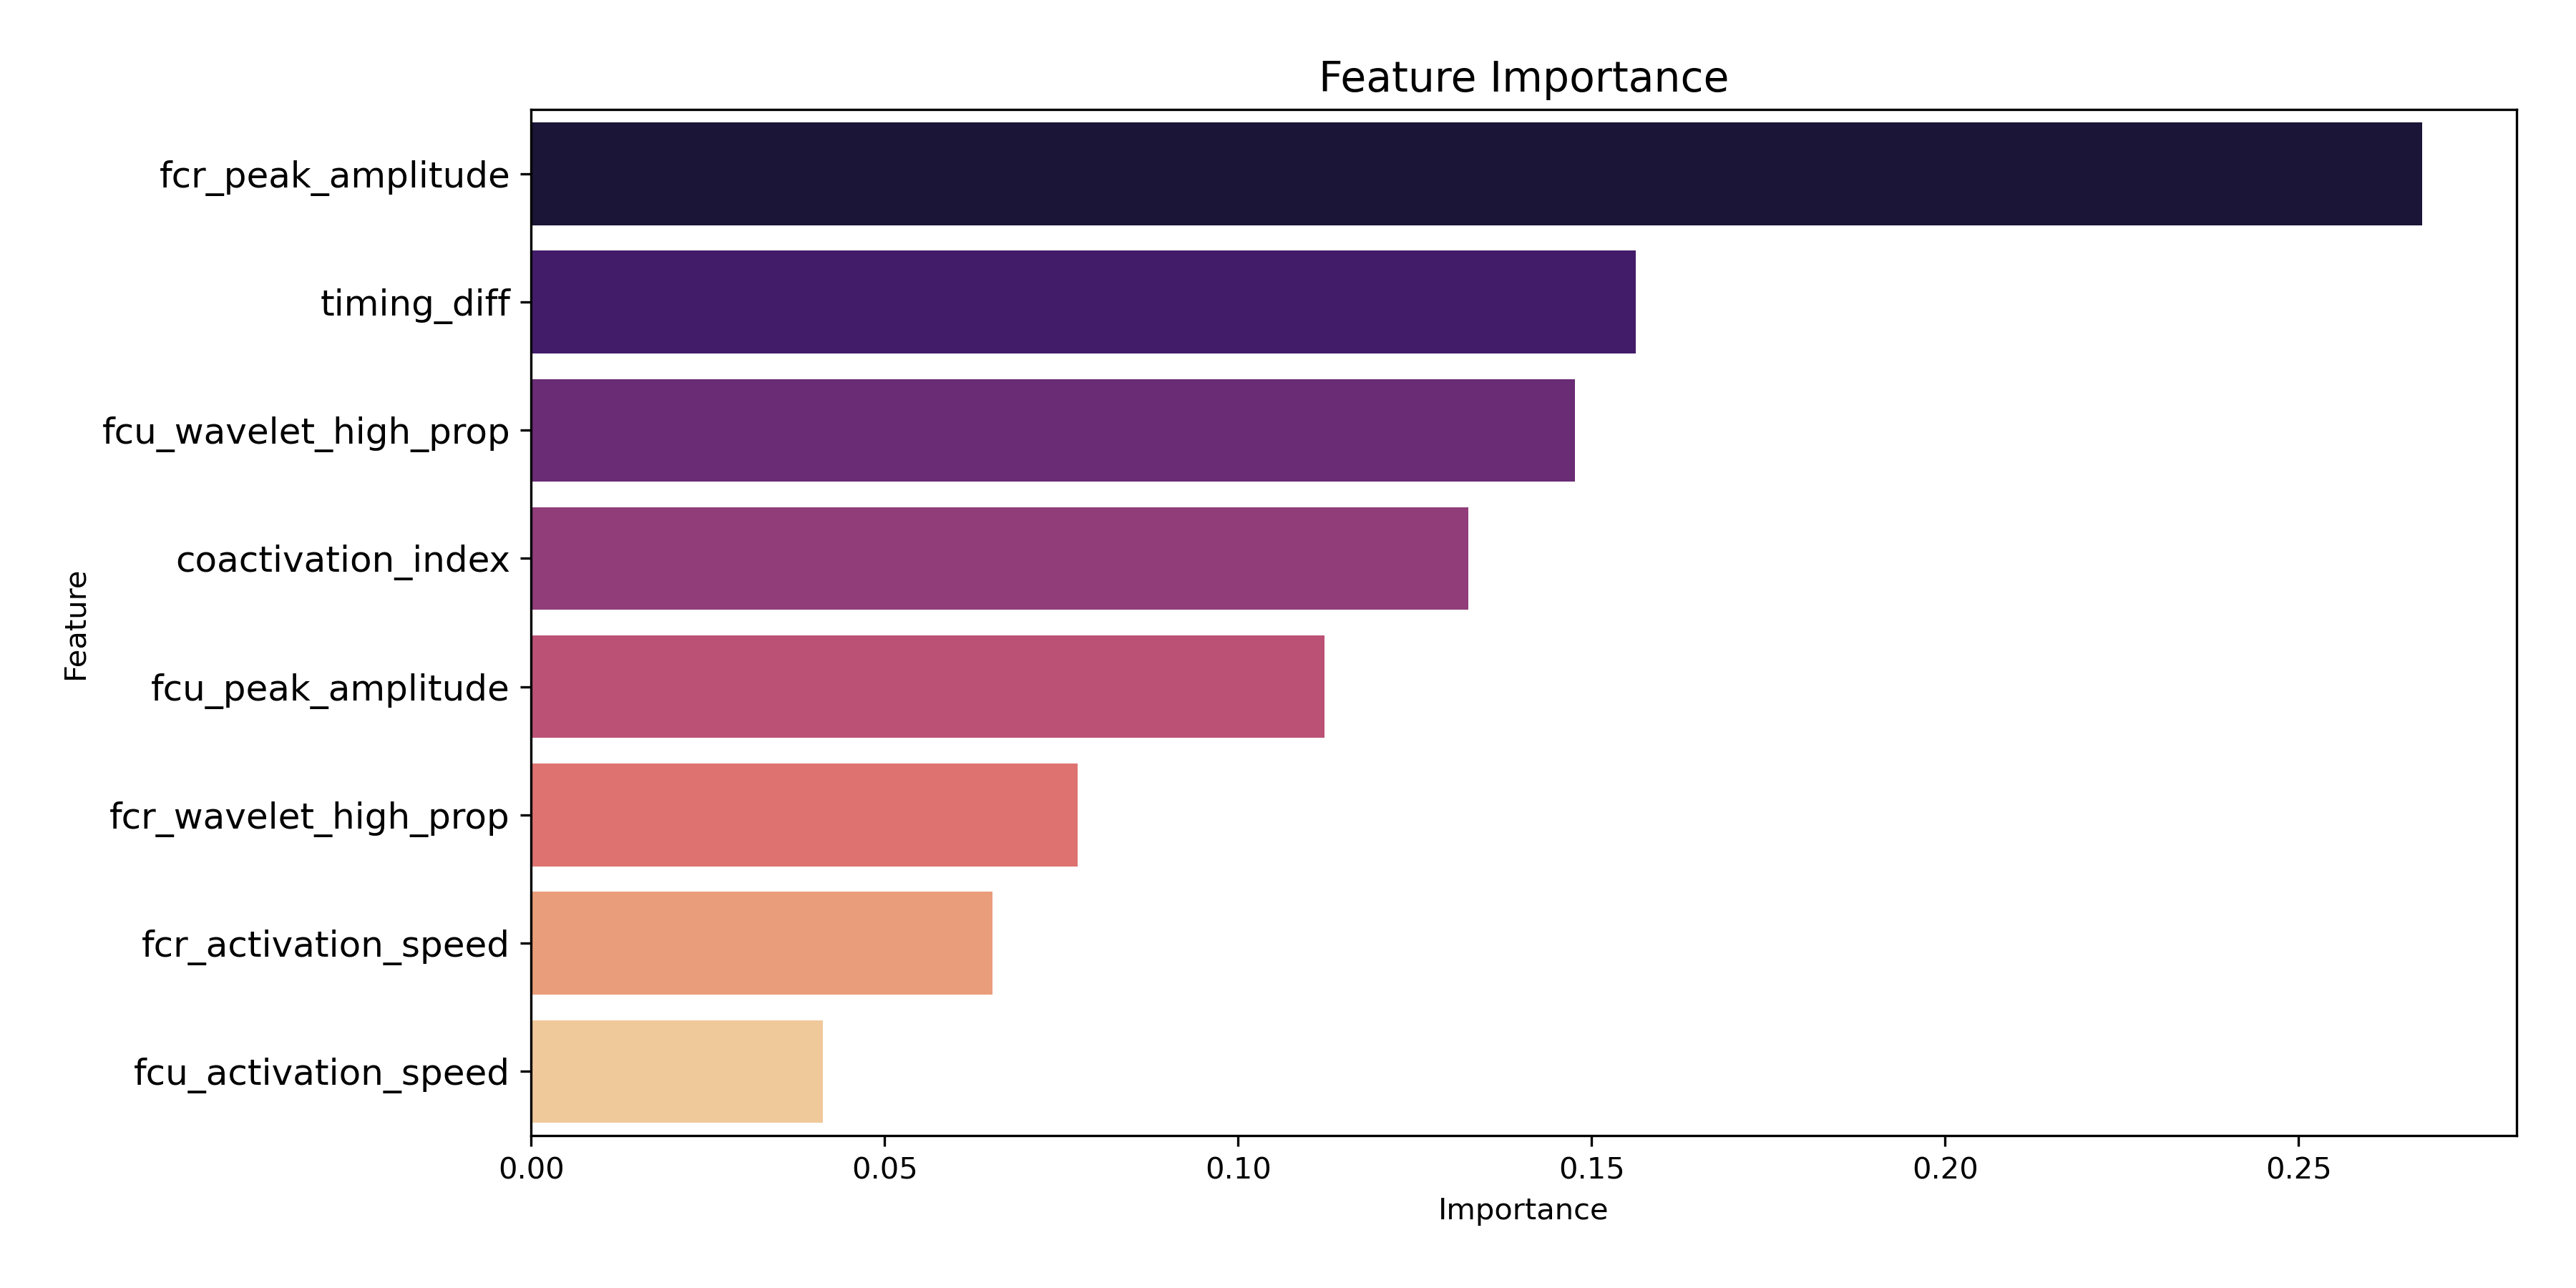 Feature Importance
fcr_peak_amplitude
timing_diff
fcu_wavelet_high_prop
coactivation_index
fcu_peak_amplitude
fcr_wavelet_high_prop
fcr_activation_speed
fcu_activation_speed
Feature
0.00 0.05 0.10 0.15 0.20 0.25
Importance